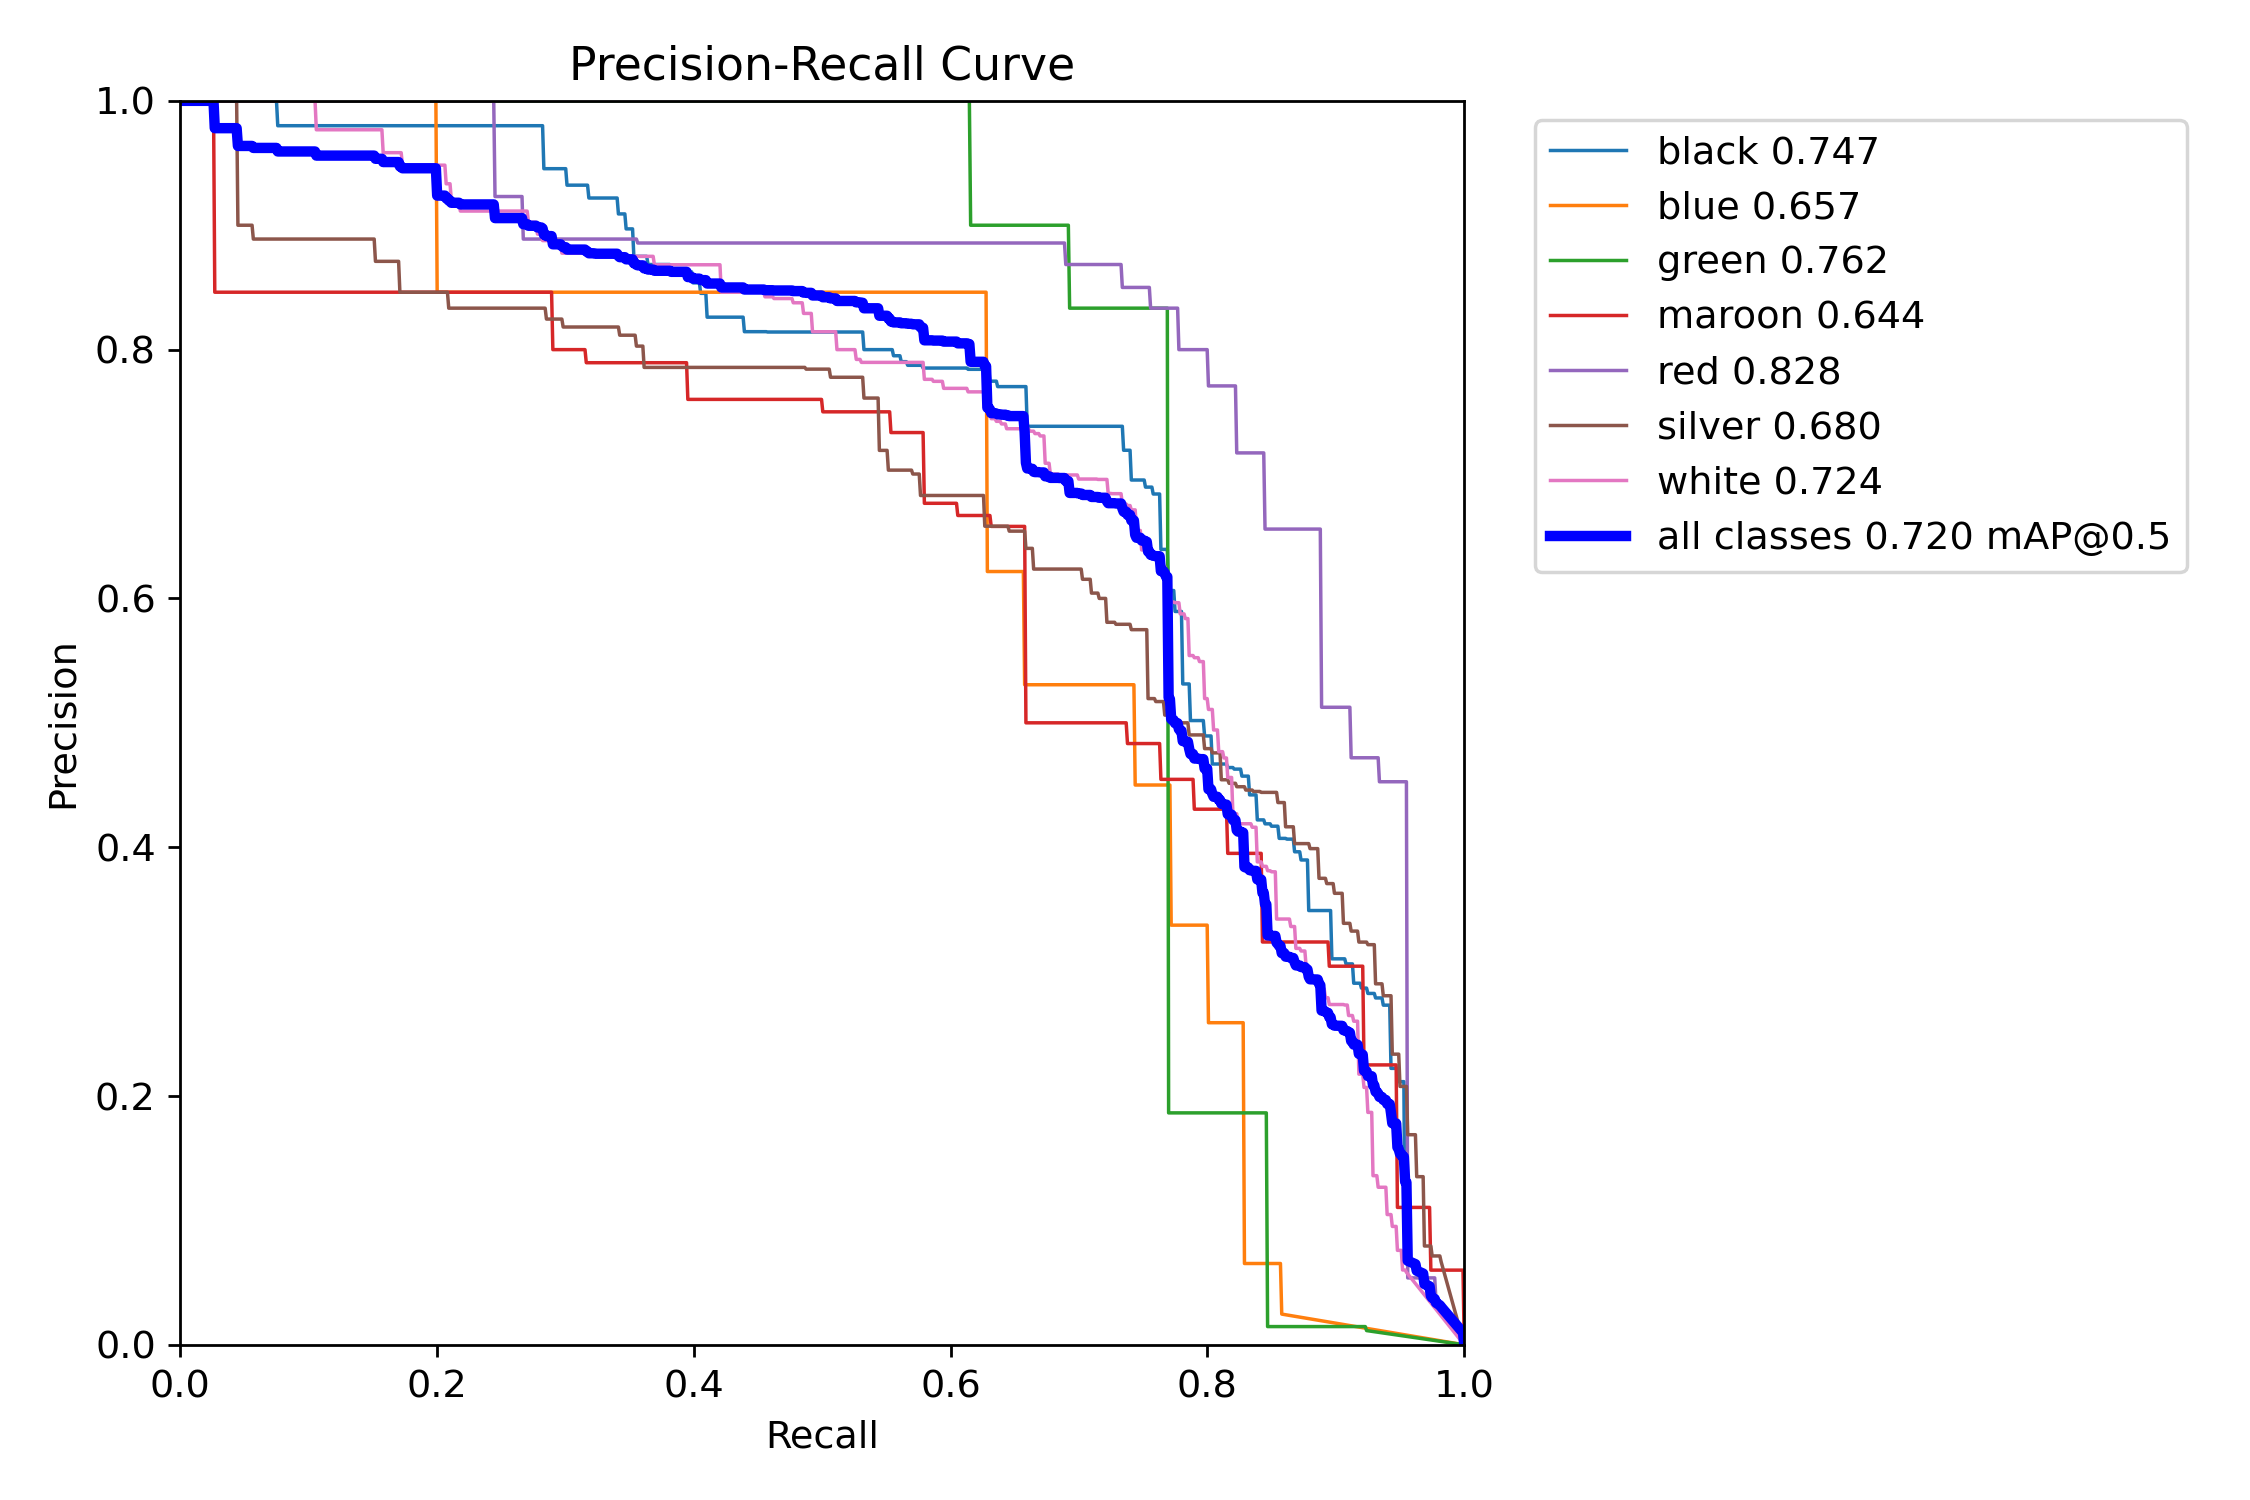 Precision-Recall Curve
1.0
0.8
0.6
0.4
0.2
0.0
Precision
0.0 0.2 0.4 0.6 0.8 1.0
Recall
black 0.747
blue 0.657
green 0.762
maroon 0.644
red 0.828
silver 0.680
white 0.724
all classes 0.720 mAP@0.5